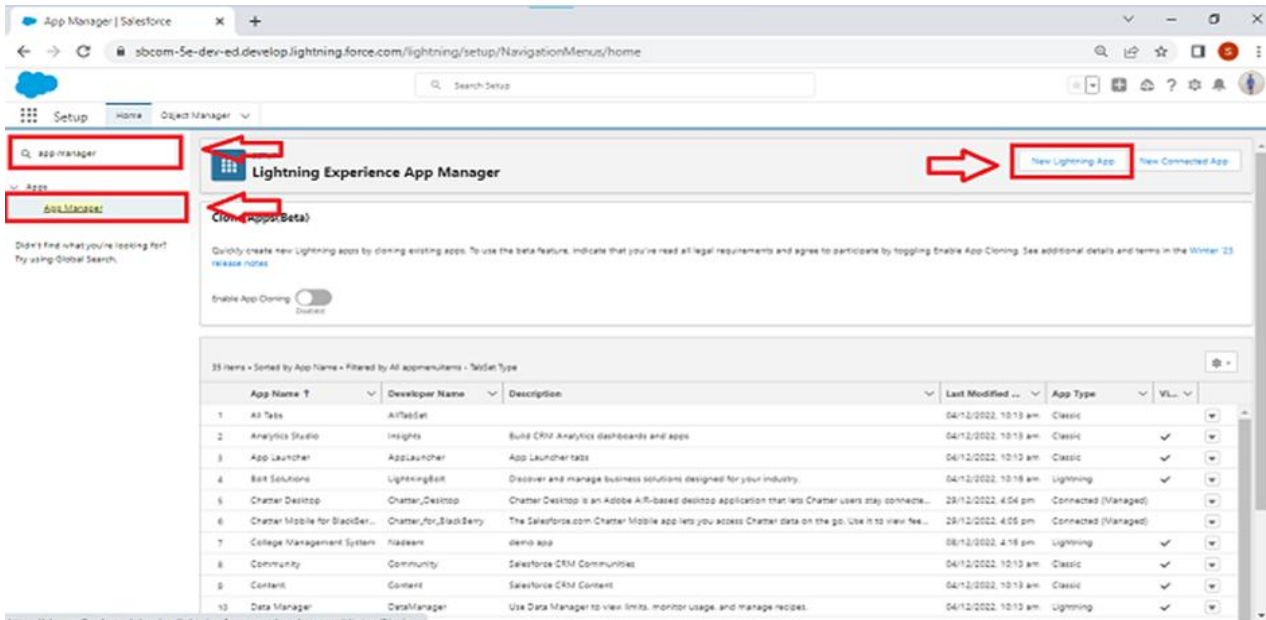 App Manager | Salesforce
sbcom-5e-dev-ed.develop.lightning.force.com/lightning/setup/NavigationMenus/home
S
Search Setup
Setup
Home
Object Manager
app manager
Apps
App Manager
Didn't find what you're looking for?
Try using Global Search.
Lightning Experience App Manager
New Lightning App
New Connected App
Apps (Beta)
Quickly create new Lightning apps by cloning existing apps. To use the beta feature, indicate that you've read all legal requirements and agree to participate by toggling Enable App Cloning. See additional details and terms in the Winter '23
release notes
Enable App Cloning
Disabled
35 items • Sorted by App Name • Filtered by All appmenuitems - TabSet Type
App Name ↑ Developer Name Description Last Modified ... App Type Vi...
1 All Tabs AllTabSet 04/12/2022, 10:13 am Classic
2 Analytics Studio Insights Build CRM Analytics dashboards and apps 04/12/2022, 10:13 am Classic
3 App Launcher AppLauncher App Launcher tabs 04/12/2022, 10:13 am Classic
4 Bolt Solutions LightningBolt Discover and manage business solutions designed for your industry. 04/12/2022, 10:16 am Lightning
5 Chatter Desktop Chatter_Desktop Chatter Desktop is an Adobe AIR-based desktop application that lets Chatter users stay connecte... 29/12/2022, 4:04 pm Connected (Managed)
6 Chatter Mobile for BlackBer... Chatter_for_BlackBerry The Salesforce.com Chatter Mobile app lets you access Chatter data on the go. Use it to view fee... 29/12/2022, 4:05 pm Connected (Managed)
7 College Management System Nadeem demo app 08/12/2022, 4:16 pm Lightning
8 Community Community Salesforce CRM Communities 04/12/2022, 10:13 am Classic
9 Content Content Salesforce CRM Content 04/12/2022, 10:13 am Classic
10 Data Manager DataManager Use Data Manager to view limits, monitor usage, and manage recipes. 04/12/2022, 10:13 am Lightning